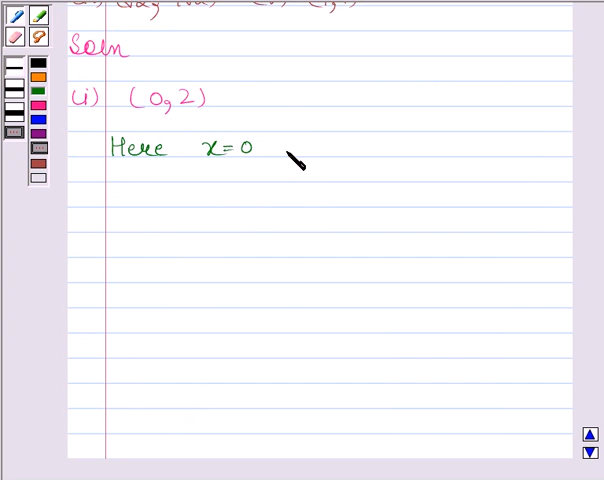 Soln
(i) (0, 2)
Here x = 0